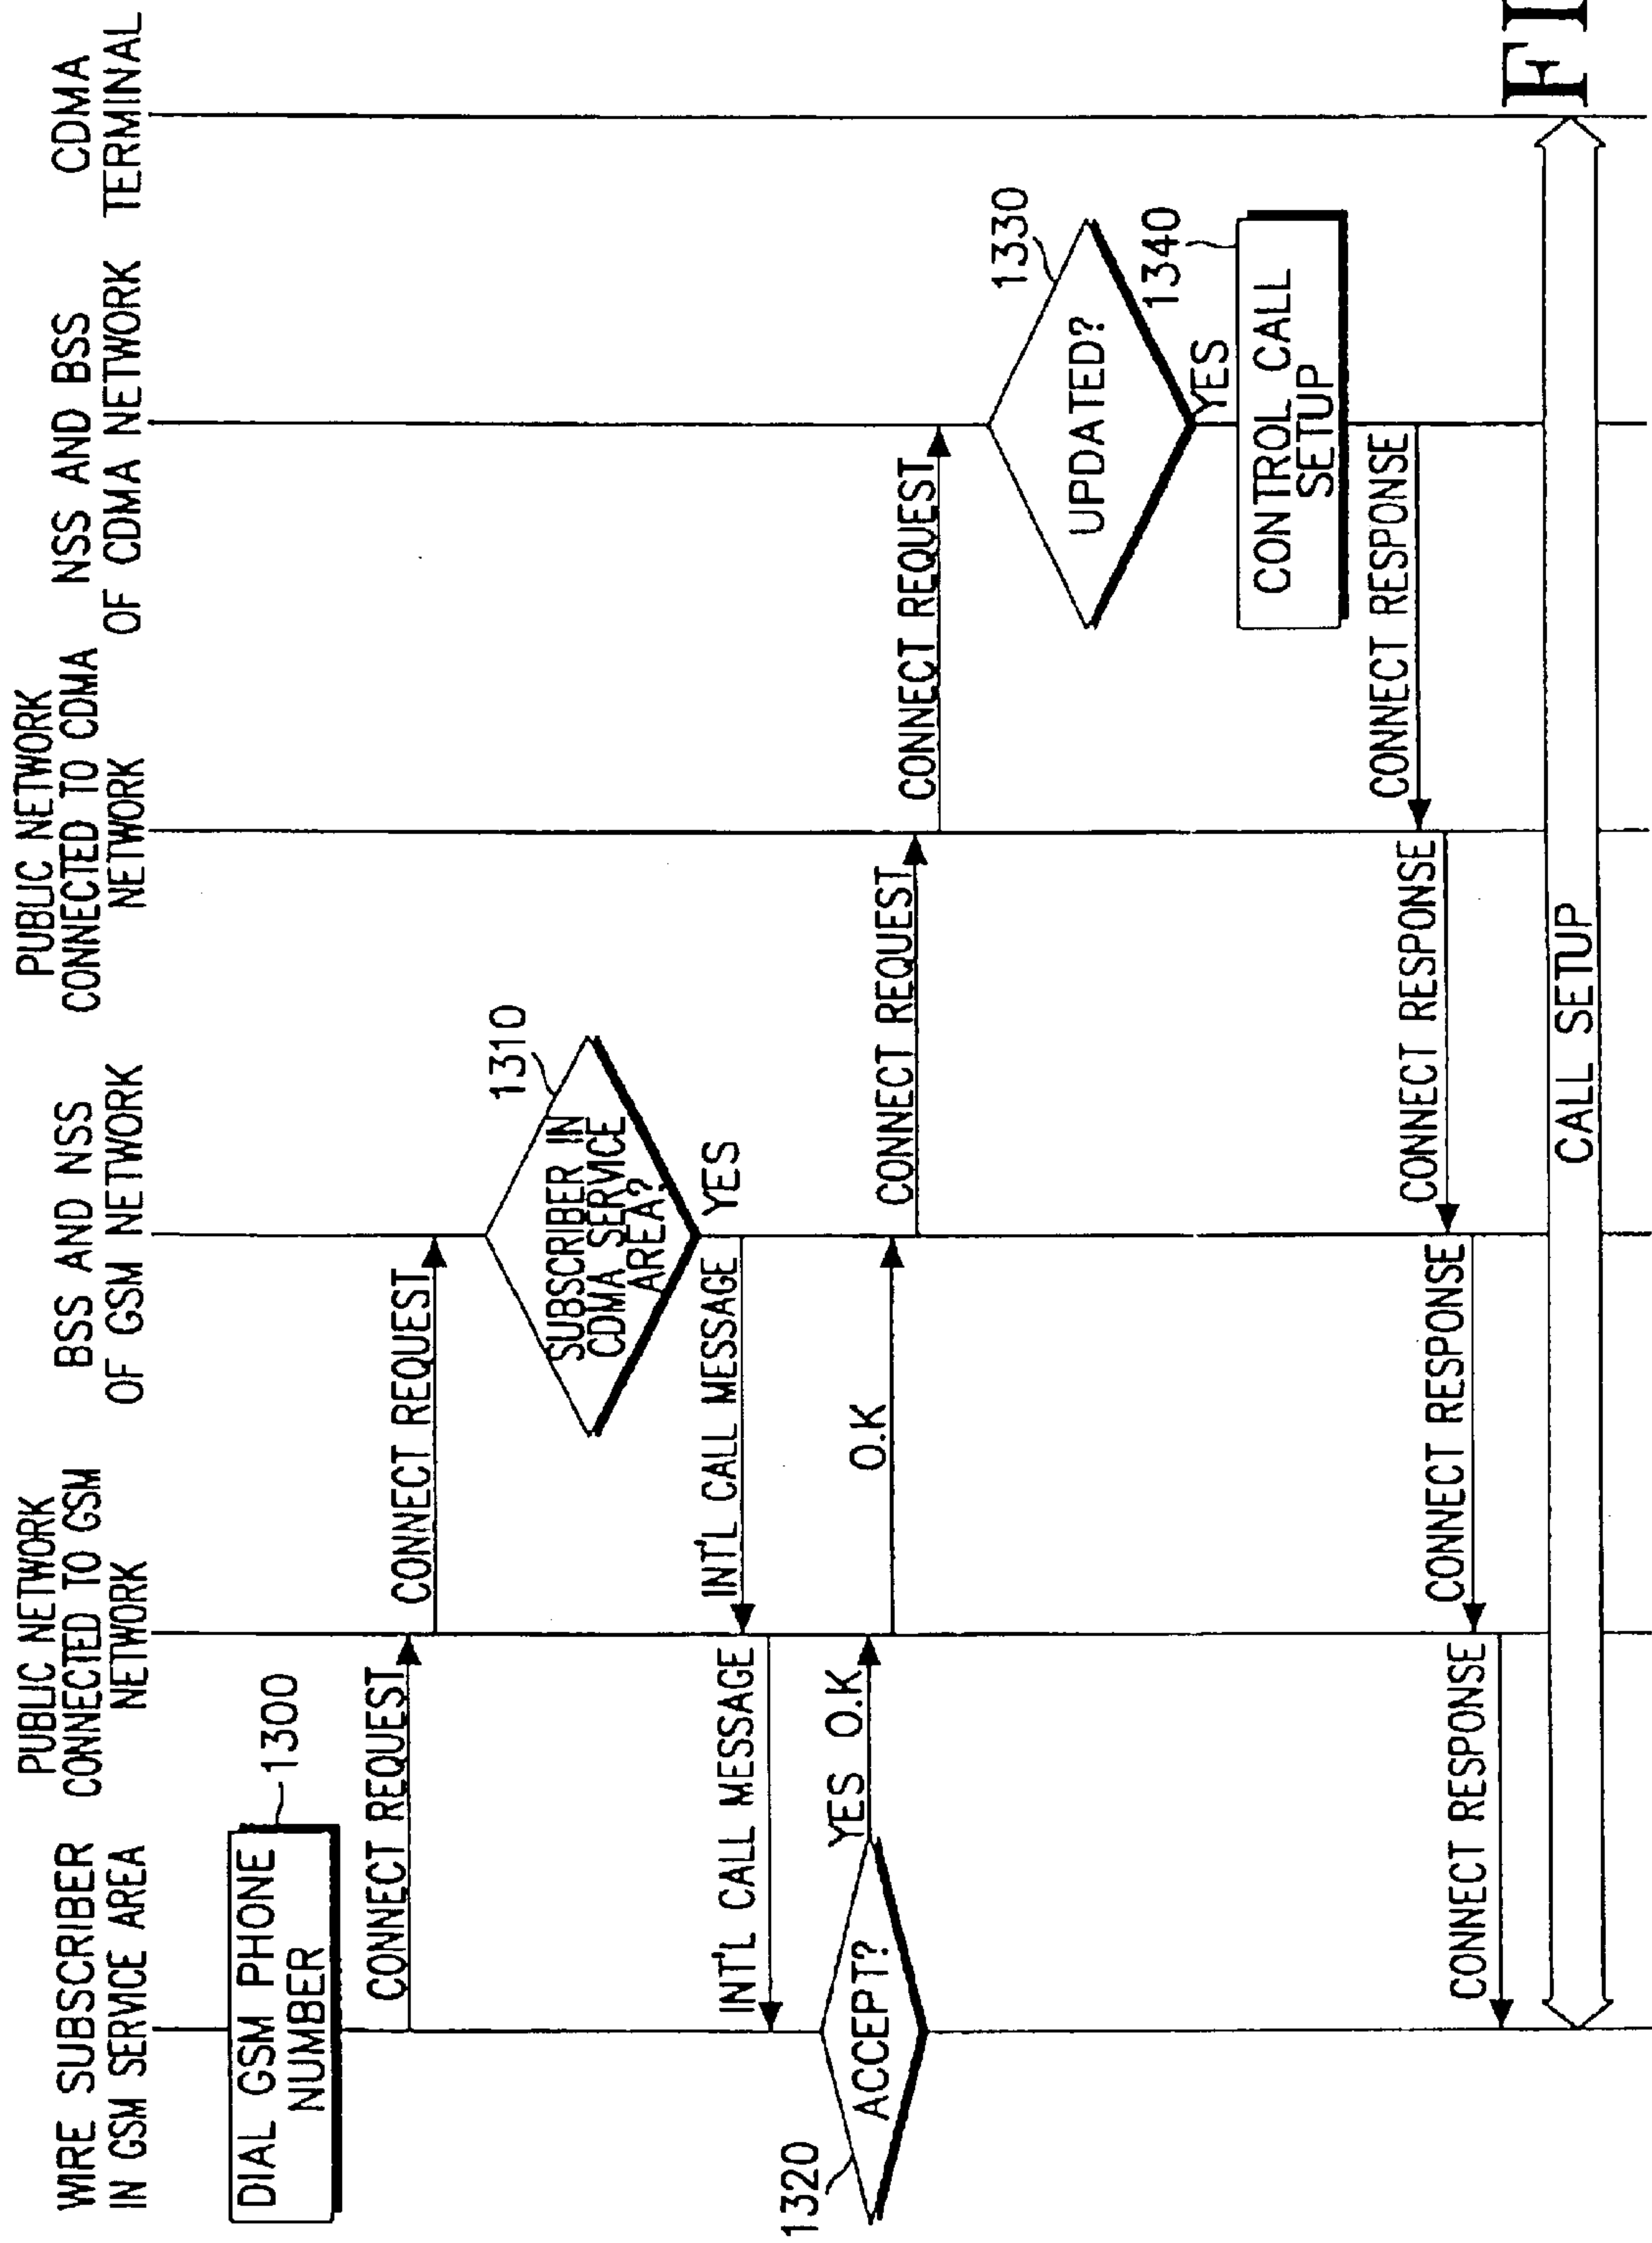 WIRE SUBSCRIBER
IN GSM SERVICE AREA
PUBLIC NETWORK
CONNECTED TO GSM
NETWORK
BSS AND NSS
OF GSM NETWORK
PUBLIC NETWORK
CONNECTED TO CDMA
NETWORK
NSS AND BSS
OF CDMA NETWORK
CDMA
TERMINAL
DIAL GSM PHONE
NUMBER
1300
CONNECT REQUEST
CONNECT REQUEST
1310
SUBSCRIBER IN
CDMA SERVICE
AREA?
YES
INT'L CALL MESSAGE
INT'L CALL MESSAGE
1320
ACCEPT?
YES O.K
O.K
CONNECT REQUEST
CONNECT REQUEST
1330
UPDATED?
YES
1340
CONTROL CALL
SETUP
CONNECT RESPONSE
CONNECT RESPONSE
CONNECT RESPONSE
CONNECT RESPONSE
CALL SETUP
FI